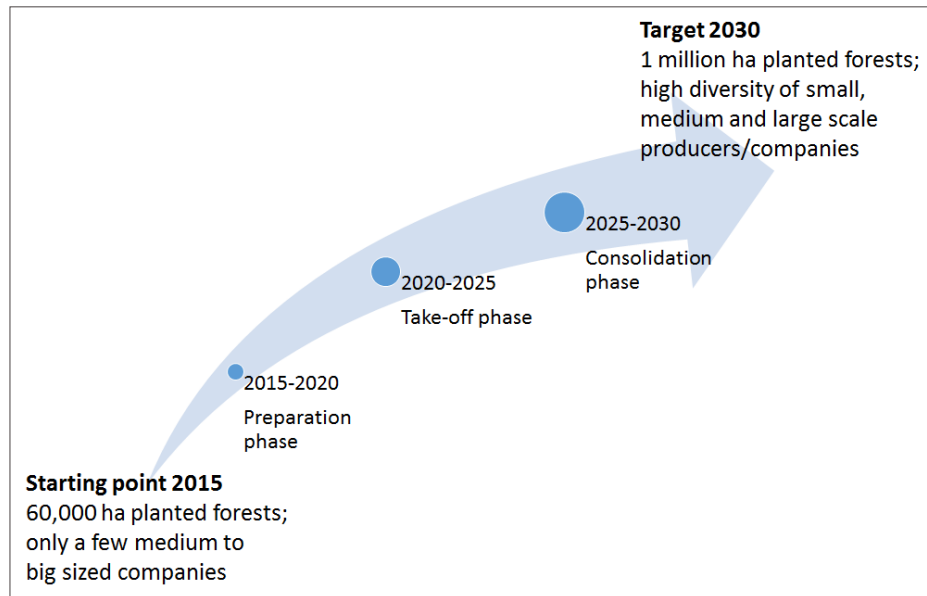 Target 2030
1 million ha planted forests;
high diversity of small,
medium and large scale
producers/companies
2025-2030
Consolidation
phase
2020-2025
Take-off phase
2015-2020
Preparation
phase
Starting point 2015
60,000 ha planted forests;
only a few medium to
big sized companies